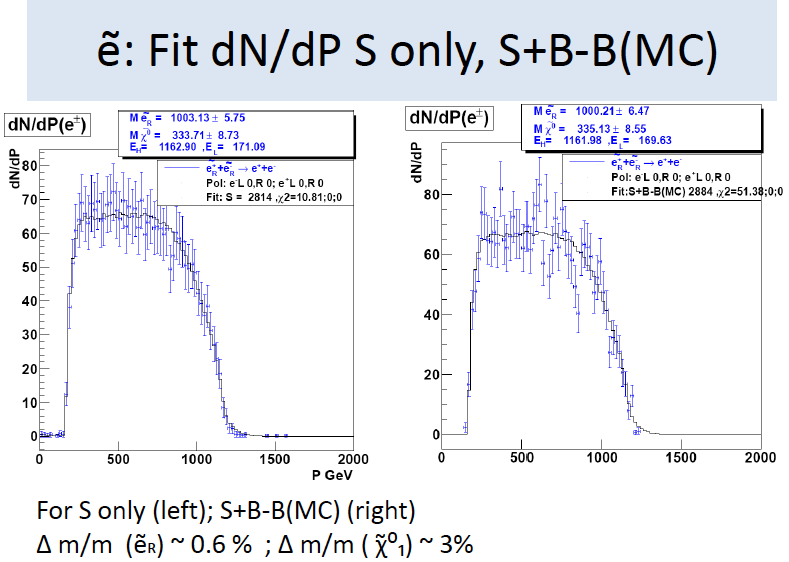 ẽ: Fit dN/dP S only, S+B-B(MC)
dN/dP(e±)
M ẽR = 1003.13 ± 5.75
M χ̃⁰ = 333.71 ± 8.73
EH= 1162.90 ,EL= 171.09
ẽ⁺R+ẽ⁻R → e⁺+e⁻
Pol: e⁻L 0,R 0; e⁺L 0,R 0
Fit: S = 2814 ,χ2=10.81;0;0
dN/dP
80
70
60
50
40
30
20
10
0
0 500 1000 1500 2000
P GeV
dN/dP(e±)
M ẽR = 1000.21 ± 6.47
M χ̃⁰ = 335.13 ± 8.55
EH= 1161.98 ,EL= 169.63
ẽ⁺R+ẽ⁻R → e⁺+e⁻
Pol: e⁻L 0,R 0; e⁺L 0,R 0
Fit:S+B-B(MC) 2884 ,χ2=51.38;0;0
dN/dP
80
60
40
20
0
0 500 1000 1500 2000
For S only (left); S+B-B(MC) (right)
Δ m/m (ẽR) ~ 0.6 % ; Δ m/m ( χ̃⁰₁) ~ 3%